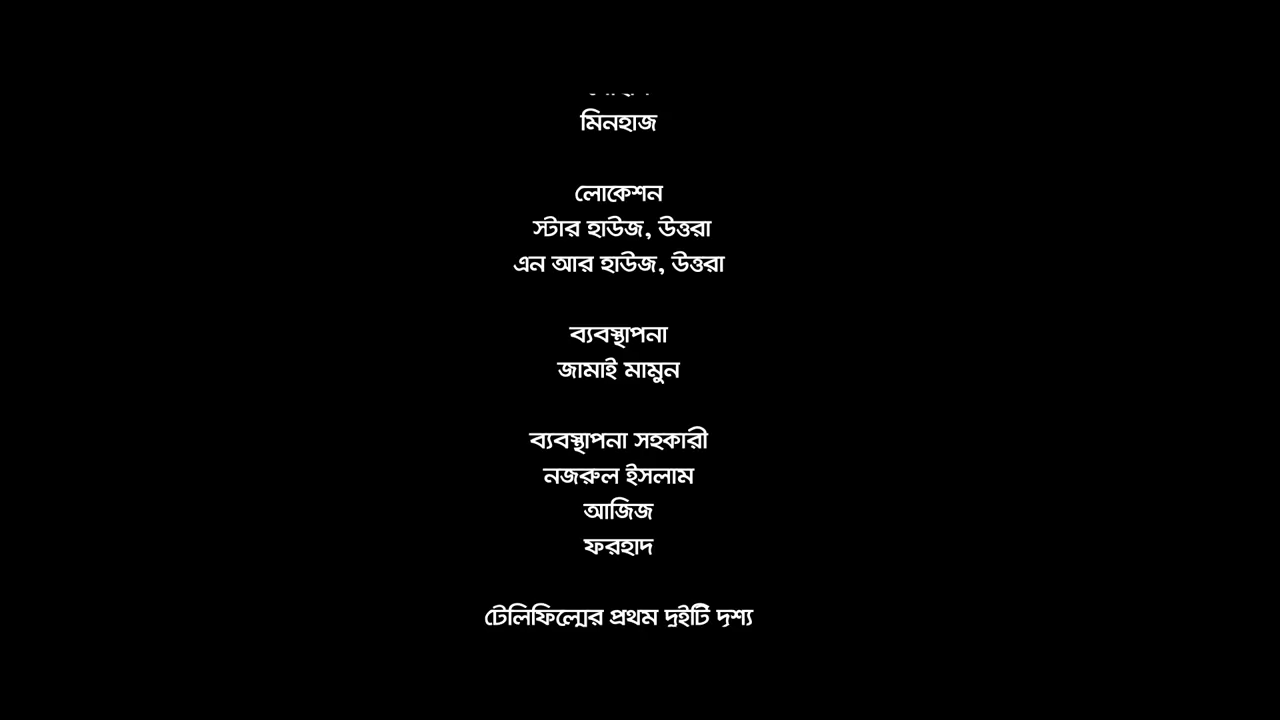 মিনহাজ
লোকেশন
স্টার হাউজ, উত্তরা
এন আর হাউজ, উত্তরা
ব্যবস্থাপনা
জামাই মামুন
ব্যবস্থাপনা সহকারী
নজরুল ইসলাম
আজিজ
ফরহাদ
টেলিফিল্মের প্রথম দুইটি দৃশ্য